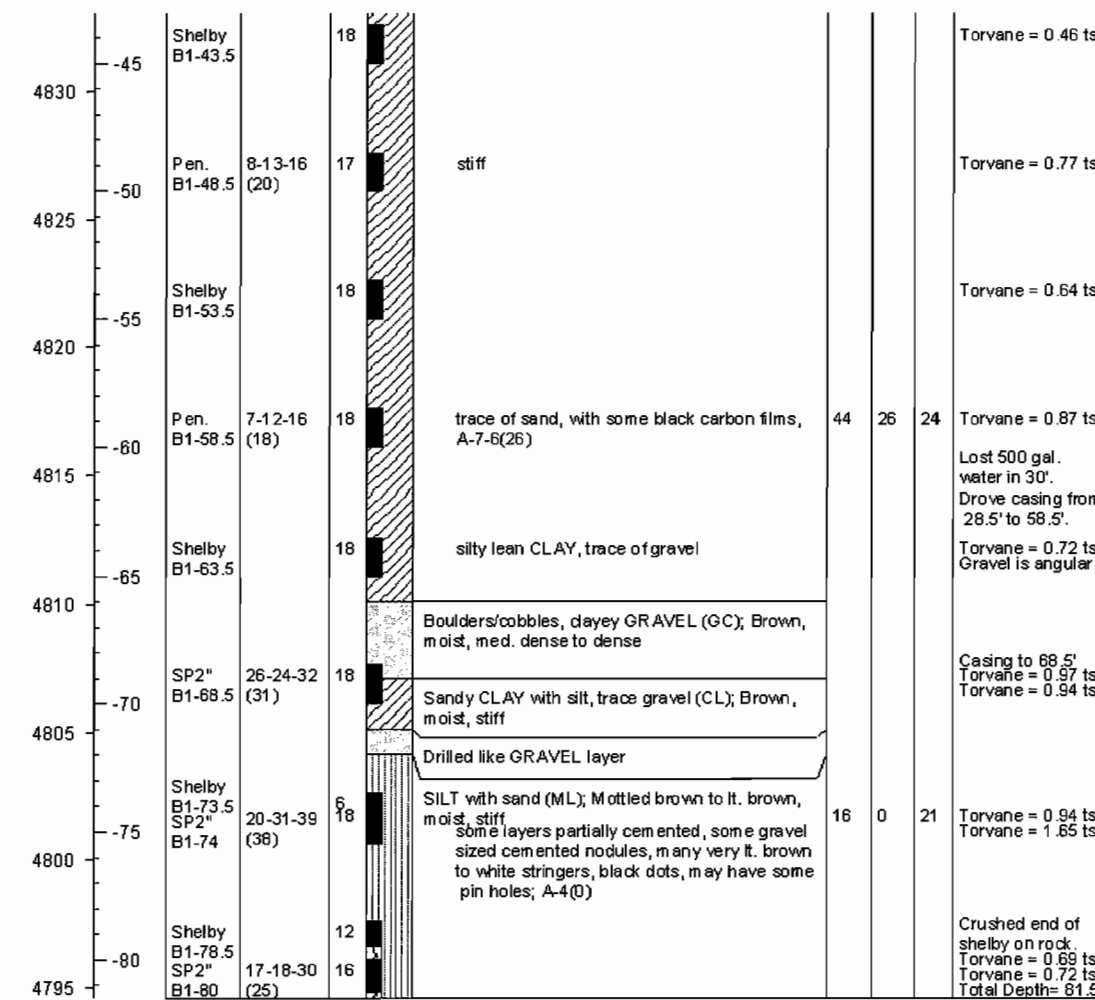 Shelby 18 Torvane = 0.46 ts
B1-43.5
-45
4830
Pen. 8-13-16 17 stiff Torvane = 0.77 ts
B1-48.5 (20)
-50
4825
Shelby 18 Torvane = 0.64 ts
B1-53.5
-55
4820
Pen. 7-12-16 18 trace of sand, with some black carbon films, 44 26 24 Torvane = 0.87 ts
B1-58.5 (18) A-7-6(26)
-60
Lost 500 gal.
4815 water in 30'.
Drove casing from
28.5' to 58.5'.
Shelby 18 silty lean CLAY, trace of gravel Torvane = 0.72 ts
B1-63.5 Gravel is angular
-65
4810
Boulders/cobbles, clayey GRAVEL (GC); Brown,
moist, med. dense to dense
Casing to 68.5'
SP2" 26-24-32 18 Torvane = 0.97 ts
B1-68.5 (31) Torvane = 0.94 ts
-70 Sandy CLAY with silt, trace gravel (CL); Brown,
moist, stiff
4805
Drilled like GRAVEL layer
Shelby
B1-73.5 6 SILT with sand (ML); Mottled brown to lt. brown,
SP2" 20-31-39 18 moist, stiff 16 0 21 Torvane = 0.94 ts
-75 B1-74 (38) some layers partially cemented, some gravel Torvane = 1.65 ts
4800 sized cemented nodules, many very lt. brown
to white stringers, black dots, may have some
pin holes; A-4(0)
Crushed end of
Shelby 12 shelby on rock.
B1-78.5 Torvane = 0.69 ts
-80 SP2" 17-18-30 16 Torvane = 0.72 ts
4795 B1-80 (25) Total Depth= 81.5